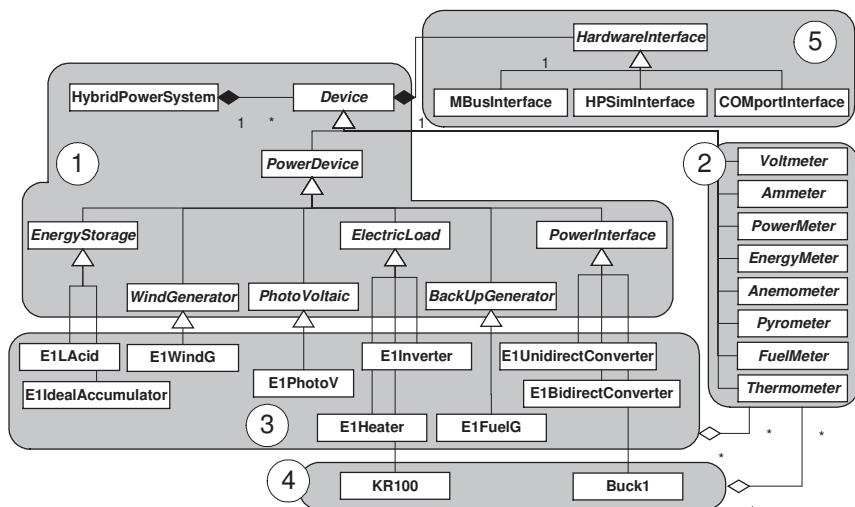 HardwareInterface
5
1
MBusInterface HPSimInterface COMportInterface
HybridPowerSystem Device
1 * 1
1
PowerDevice
2
Voltmeter
Ammeter
PowerMeter
EnergyMeter
Anemometer
Pyrometer
FuelMeter
Thermometer
EnergyStorage ElectricLoad PowerInterface
WindGenerator PhotoVoltaic BackUpGenerator
E1LAcid E1WindG E1Inverter E1UnidirectConverter
E1IdealAccumulator E1PhotoV E1BidirectConverter
3
E1Heater E1FuelG
* *
*
4
KR100 Buck1